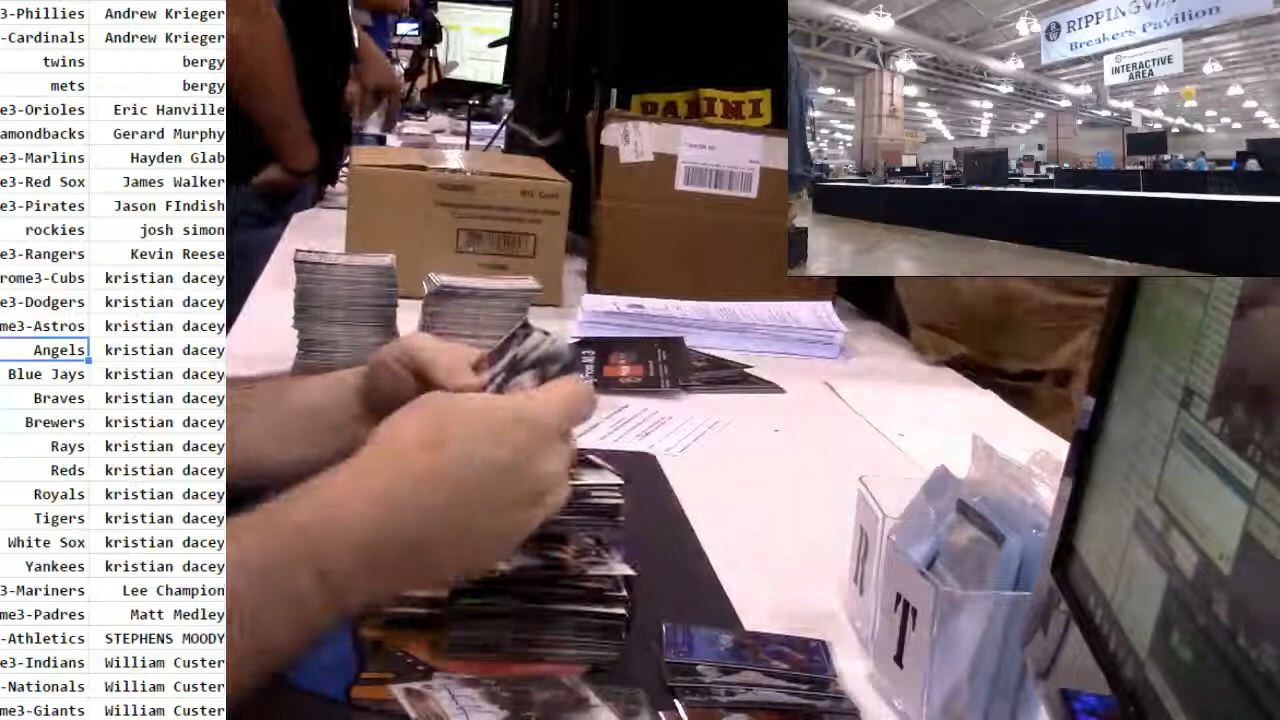 3-Phillies Andrew Krieger
-Cardinals Andrew Krieger
twins bergy
mets bergy
e3-Orioles Eric Hanville
amondbacks Gerard Murphy
e3-Marlins Hayden Glab
e3-Red Sox James Walker
e3-Pirates Jason FIndish
rockies josh simon
e3-Rangers Kevin Reese
rome3-Cubs kristian dacey
e3-Dodgers kristian dacey
me3-Astros kristian dacey
Angels kristian dacey
Blue Jays kristian dacey
Braves kristian dacey
Brewers kristian dacey
Rays kristian dacey
Reds kristian dacey
Royals kristian dacey
Tigers kristian dacey
White Sox kristian dacey
Yankees kristian dacey
3-Mariners Lee Champion
me3-Padres Matt Medley
-Athletics STEPHENS MOODY
e3-Indians William Custer
-Nationals William Custer
me3-Giants William Custer
PANINI
RIPPINGW
Breakers Pavilion
INTERACTIVE
AREA
R
T